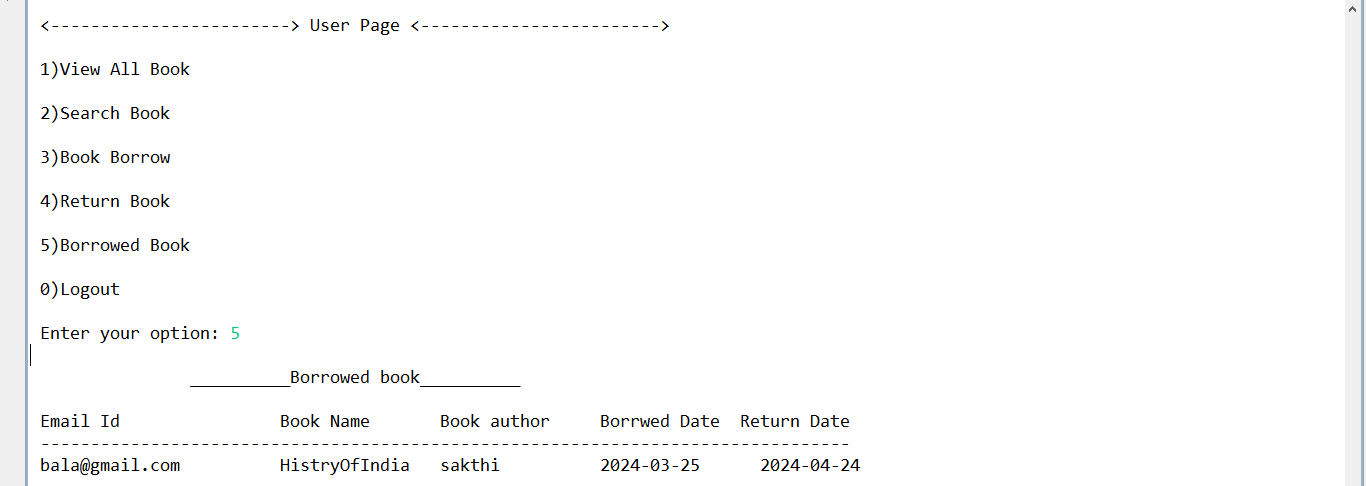 <------------------------> User Page <------------------------>
1)View All Book
2)Search Book
3)Book Borrow
4)Return Book
5)Borrowed Book
0)Logout
Enter your option: 5
__________Borrowed book__________
Email Id                Book Name       Book author     Borrwed Date  Return Date
---------------------------------------------------------------------------------
bala@gmail.com          HistryOfIndia   sakthi          2024-03-25      2024-04-24